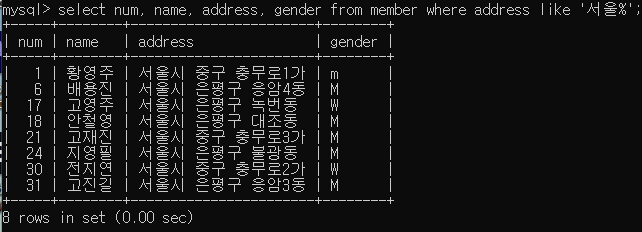 mysql> select num, name, address, gender from member where address like '서울%';
+-----+--------+-------------------------+--------+
| num | name | address | gender |
+-----+--------+-------------------------+--------+
| 1 | 황영주 | 서울시 중구 충무로1가 | m |
| 6 | 배용진 | 서울시 은평구 응암4동 | M |
| 17 | 고영주 | 서울시 은평구 녹번동 | W |
| 18 | 안철영 | 서울시 은평구 대조동 | M |
| 21 | 고재진 | 서울시 중구 충무로3가 | M |
| 24 | 지영필 | 서울시 은평구 불광동 | M |
| 30 | 전지연 | 서울시 중구 충무로2가 | W |
| 31 | 고진길 | 서울시 은평구 응암3동 | M |
+-----+--------+-------------------------+--------+
8 rows in set (0.00 sec)